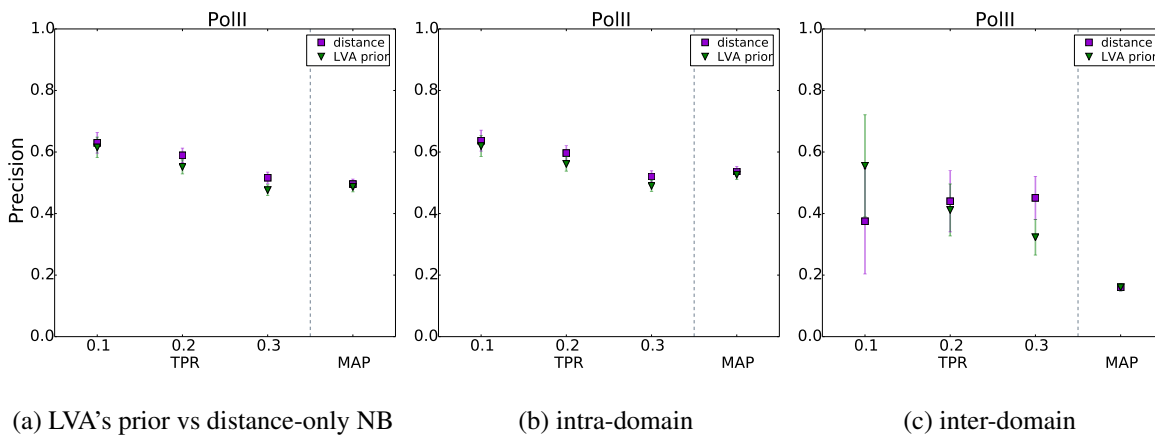 PolII
1.0
0.8
0.6
0.4
0.2
0.0
Precision
distance
LVA prior
0.1
0.2
0.3
TPR
MAP
(a) LVA's prior vs distance-only NB
PolII
1.0
0.8
0.6
0.4
0.2
0.0
distance
LVA prior
0.1
0.2
0.3
TPR
MAP
(b) intra-domain
PolII
1.0
0.8
0.6
0.4
0.2
0.0
distance
LVA prior
0.1
0.2
0.3
TPR
MAP
(c) inter-domain